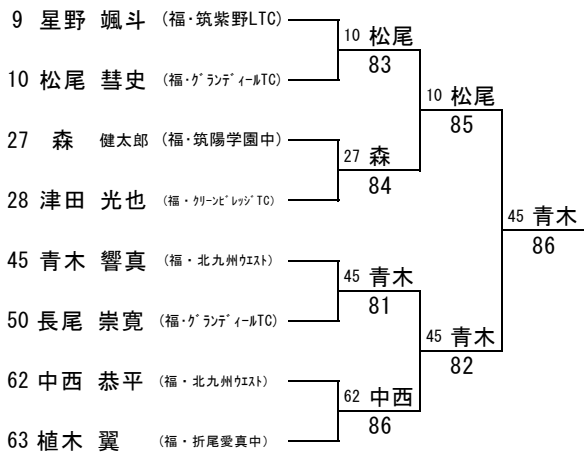 9 星野 颯斗 (福・筑紫野LTC)
10 松尾
10 松尾 彗史 (福・グランディールTC)
83
10 松尾
85
27 森 健太郎 (福・筑陽学園中)
27 森
28 津田 光也 (福・クリーンビレッジTC)
84
45 青木
86
45 青木 響真 (福・北九州ウエスト)
45 青木
50 長尾 崇寛 (福・グランディールTC)
81
45 青木
82
62 中西 恭平 (福・北九州ウエスト)
62 中西
63 植木 翼 (福・折尾愛真中)
86